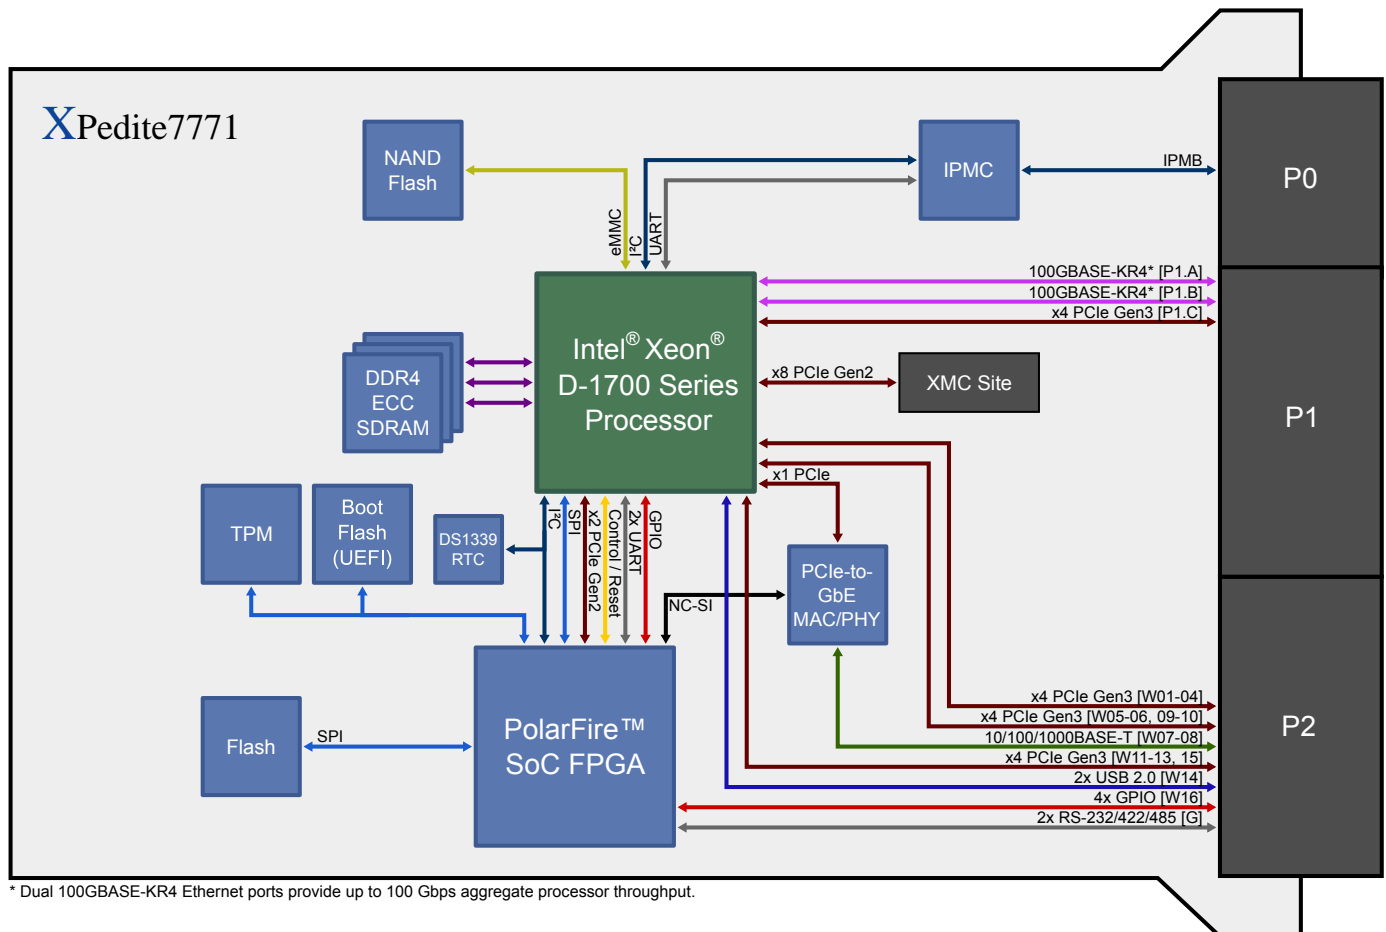 XPedite7771
NAND
Flash
IPMC
IPMB
P0
eMMC
I²C
UART
100GBASE-KR4* [P1.A]
100GBASE-KR4* [P1.B]
x4 PCIe Gen3 [P1.C]
Intel® Xeon®
D-1700 Series
Processor
DDR4
ECC
SDRAM
x8 PCIe Gen2
XMC Site
P1
x1 PCIe
TPM
Boot
Flash
(UEFI)
DS1339
RTC
I²C
SPI
x2 PCIe Gen2
Control / Reset
2x UART
GPIO
NC-SI
PCIe-to-
GbE
MAC/PHY
Flash
SPI
PolarFire™
SoC FPGA
x4 PCIe Gen3 [W01-04]
x4 PCIe Gen3 [W05-06, 09-10]
10/100/1000BASE-T [W07-08]
x4 PCIe Gen3 [W11-13, 15]
2x USB 2.0 [W14]
4x GPIO [W16]
2x RS-232/422/485 [G]
P2
* Dual 100GBASE-KR4 Ethernet ports provide up to 100 Gbps aggregate processor throughput.